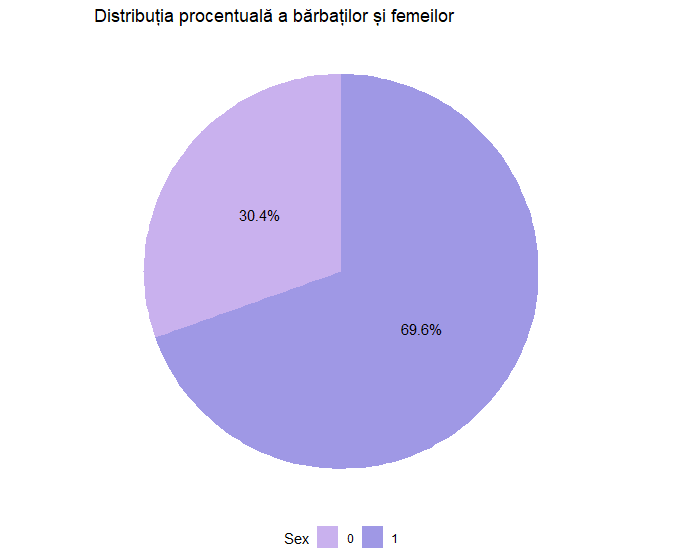 Distribuția procentuală a bărbaților și femeilor
30.4%
69.6%
Sex 0 1